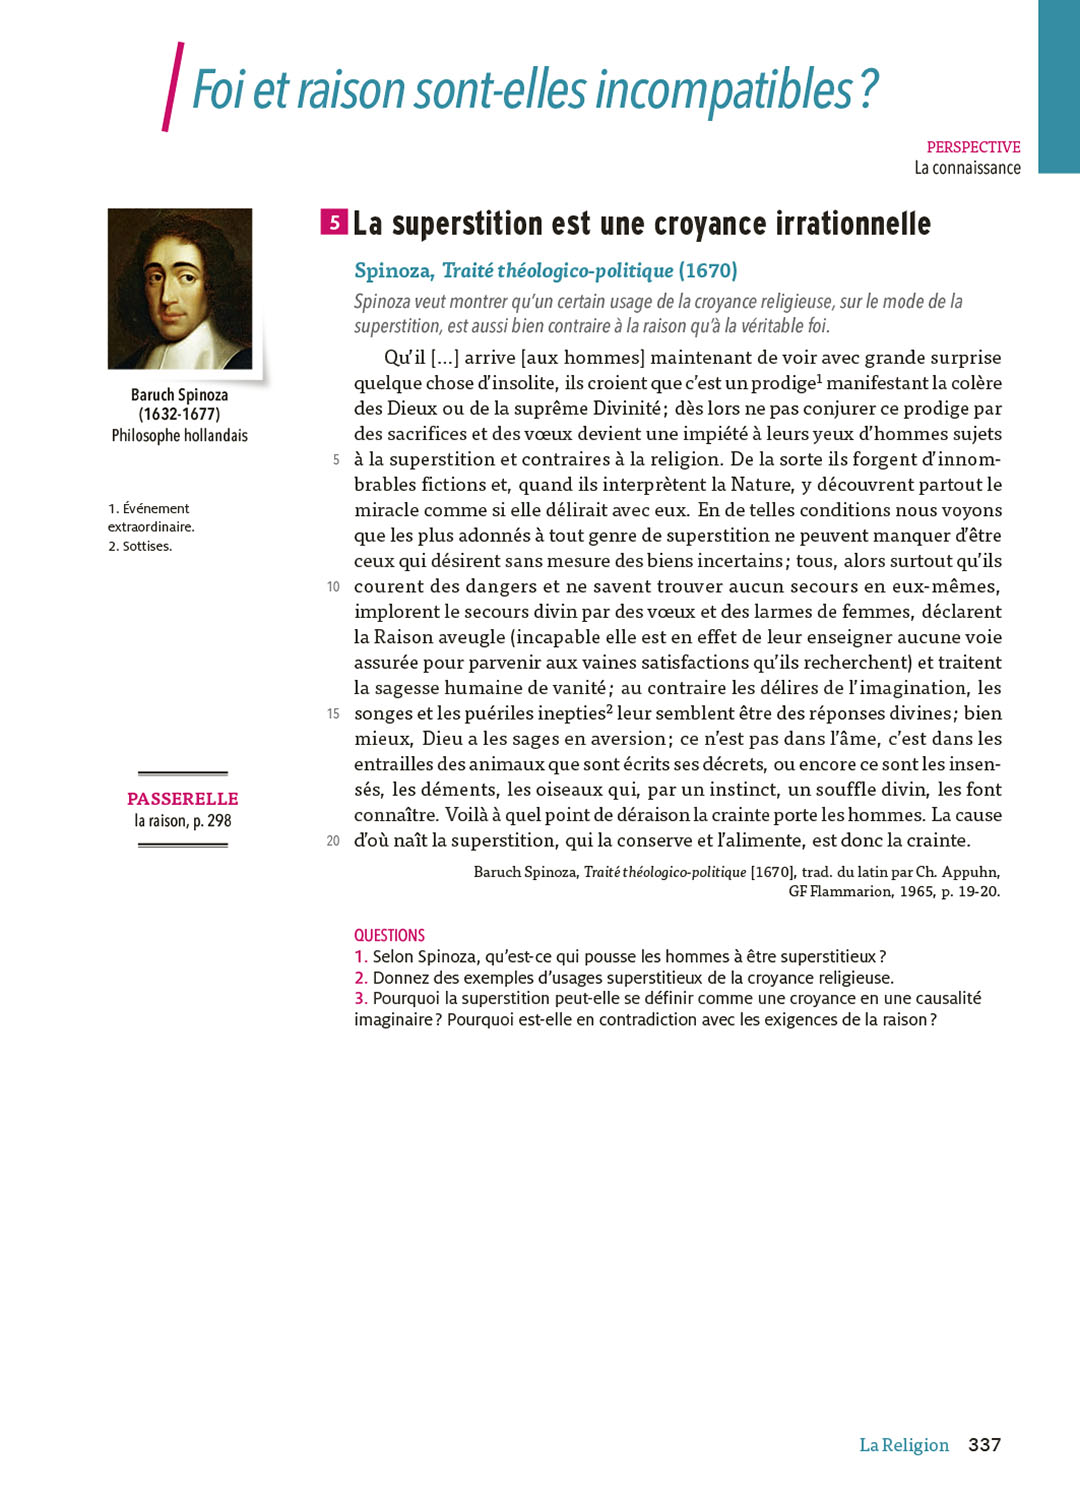 Foi et raison sont-elles incompatibles ?
PERSPECTIVE
La connaissance
5 La superstition est une croyance irrationnelle
Spinoza, Traité théologico-politique (1670)
Spinoza veut montrer qu'un certain usage de la croyance religieuse, sur le mode de la
superstition, est aussi bien contraire à la raison qu'à la véritable foi.
Baruch Spinoza
(1632-1677)
Philosophe hollandais
1. Événement
extraordinaire.
2. Sottises.
PASSERELLE
la raison, p. 298
Qu'il [...] arrive [aux hommes] maintenant de voir avec grande surprise
quelque chose d'insolite, ils croient que c'est un prodige¹ manifestant la colère
des Dieux ou de la suprême Divinité ; dès lors ne pas conjurer ce prodige par
des sacrifices et des vœux devient une impiété à leurs yeux d'hommes sujets
5 à la superstition et contraires à la religion. De la sorte ils forgent d'innom-
brables fictions et, quand ils interprètent la Nature, y découvrent partout le
miracle comme si elle délirait avec eux. En de telles conditions nous voyons
que les plus adonnés à tout genre de superstition ne peuvent manquer d'être
ceux qui désirent sans mesure des biens incertains ; tous, alors surtout qu'ils
10 courent des dangers et ne savent trouver aucun secours en eux-mêmes,
implorent le secours divin par des vœux et des larmes de femmes, déclarent
la Raison aveugle (incapable elle est en effet de leur enseigner aucune voie
assurée pour parvenir aux vaines satisfactions qu'ils recherchent) et traitent
la sagesse humaine de vanité ; au contraire les délires de l'imagination, les
15 songes et les puériles inepties² leur semblent être des réponses divines ; bien
mieux, Dieu a les sages en aversion ; ce n'est pas dans l'âme, c'est dans les
entrailles des animaux que sont écrits ses décrets, ou encore ce sont les insen-
sés, les déments, les oiseaux qui, par un instinct, un souffle divin, les font
connaître. Voilà à quel point de déraison la crainte porte les hommes. La cause
20 d'où naît la superstition, qui la conserve et l'alimente, est donc la crainte.
Baruch Spinoza, Traité théologico-politique [1670], trad. du latin par Ch. Appuhn,
GF Flammarion, 1965, p. 19-20.
QUESTIONS
1. Selon Spinoza, qu'est-ce qui pousse les hommes à être superstitieux ?
2. Donnez des exemples d'usages superstitieux de la croyance religieuse.
3. Pourquoi la superstition peut-elle se définir comme une croyance en une causalité
imaginaire ? Pourquoi est-elle en contradiction avec les exigences de la raison ?
La Religion 337